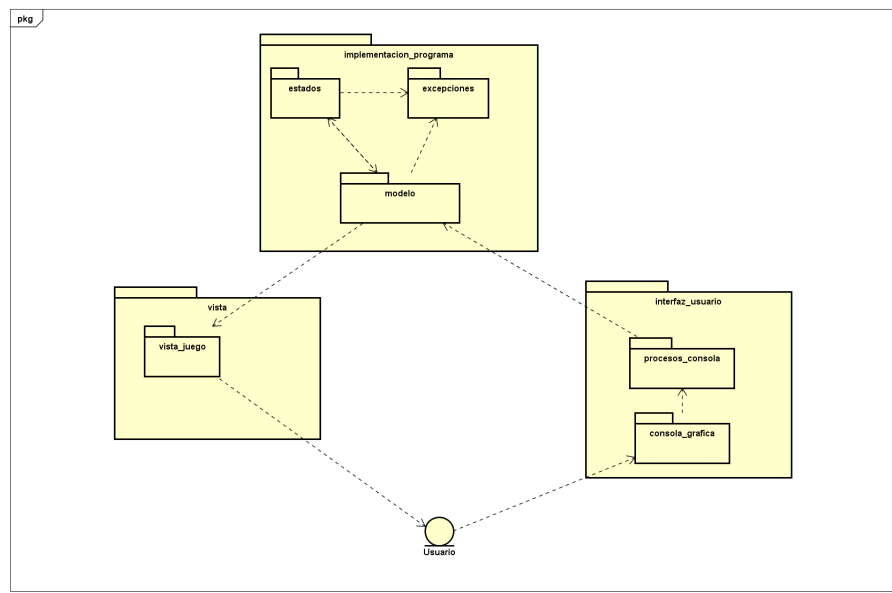 pkg
implementacion_programa
estados
excepciones
modelo
vista
vista_juego
interfaz_usuario
procesos_consola
consola_grafica
Usuario